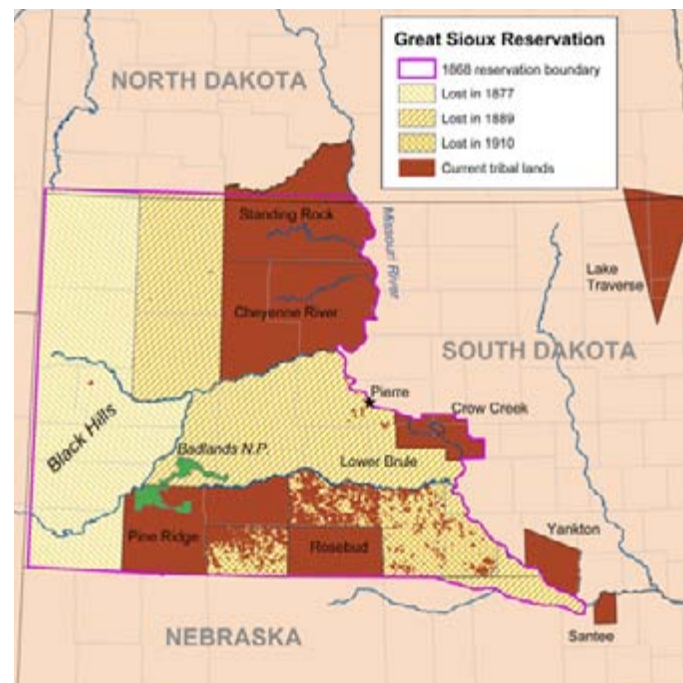 Great Sioux Reservation
1868 reservation boundary
Lost in 1877
Lost in 1889
Lost in 1910
Current tribal lands
NORTH DAKOTA
Standing Rock
Missouri River
Lake
Traverse
Cheyenne River
SOUTH DAKOTA
Pierre
Crow Creek
Black Hills
Badlands N.P.
Lower Brule
Pine Ridge
Rosebud
Yankton
Santee
NEBRASKA